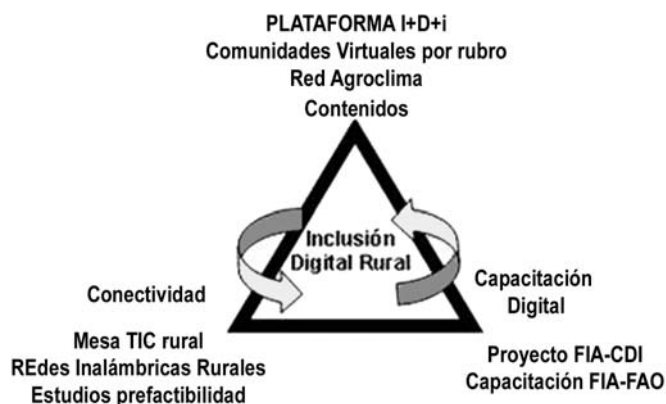 PLATAFORMA I+D+i
Comunidades Virtuales por rubro
Red Agroclima
Contenidos
Inclusión
Digital Rural
Conectividad
Mesa TIC rural
REdes Inalámbricas Rurales
Estudios prefactibilidad
Capacitación
Digital
Proyecto FIA-CDI
Capacitación FIA-FAO